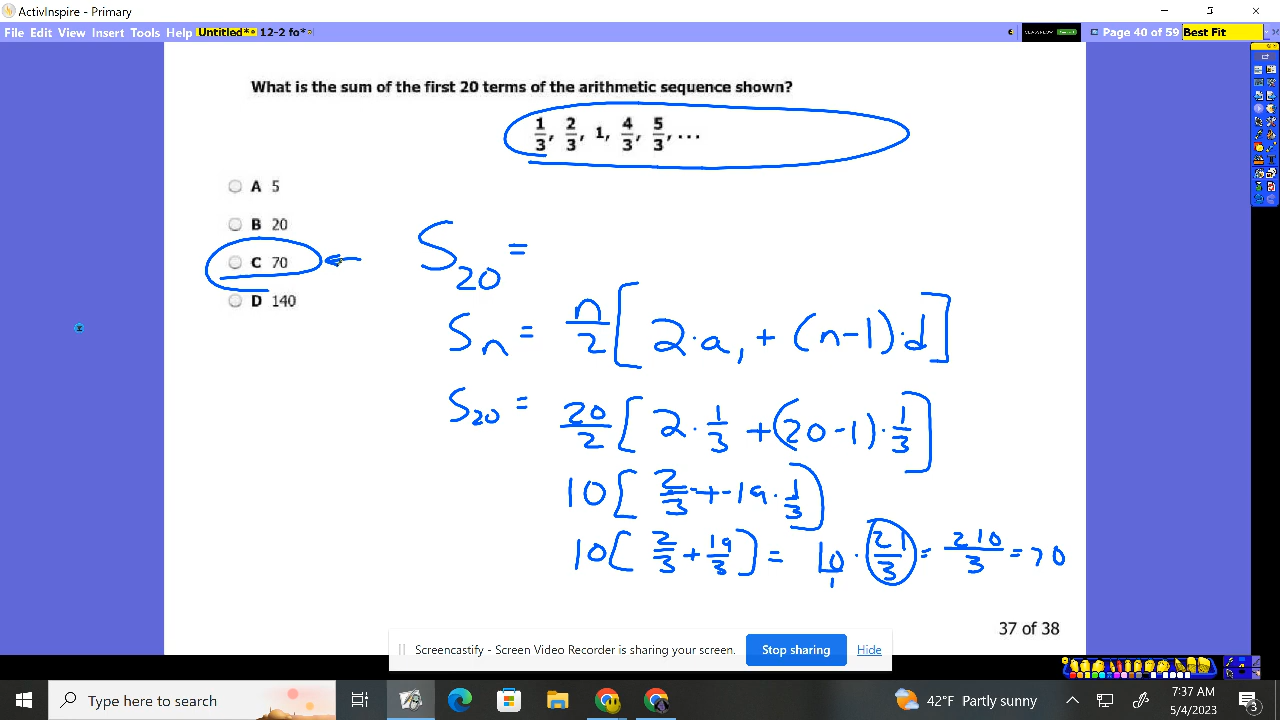 ActivInspire - Primary
File Edit View Insert Tools Help Untitled* 12-2 fo* Page 40 of 59 Best Fit
What is the sum of the first 20 terms of the arithmetic sequence shown?
1/3, 2/3, 1, 4/3, 5/3, ...
A 5
B 20
C 70
D 140
S20 =
Sn = n/2 [2·a1 + (n-1)·d]
S20 = 20/2 [2·1/3 + (20-1)·1/3]
10[2/3 + 19·1/3]
10[2/3 + 19/3] = 10/1 · 21/3 = 210/3 = 70
37 of 38
Screencastify - Screen Video Recorder is sharing your screen. Stop sharing Hide
Type here to search
42°F Partly sunny
7:37 AM
5/4/2023
3